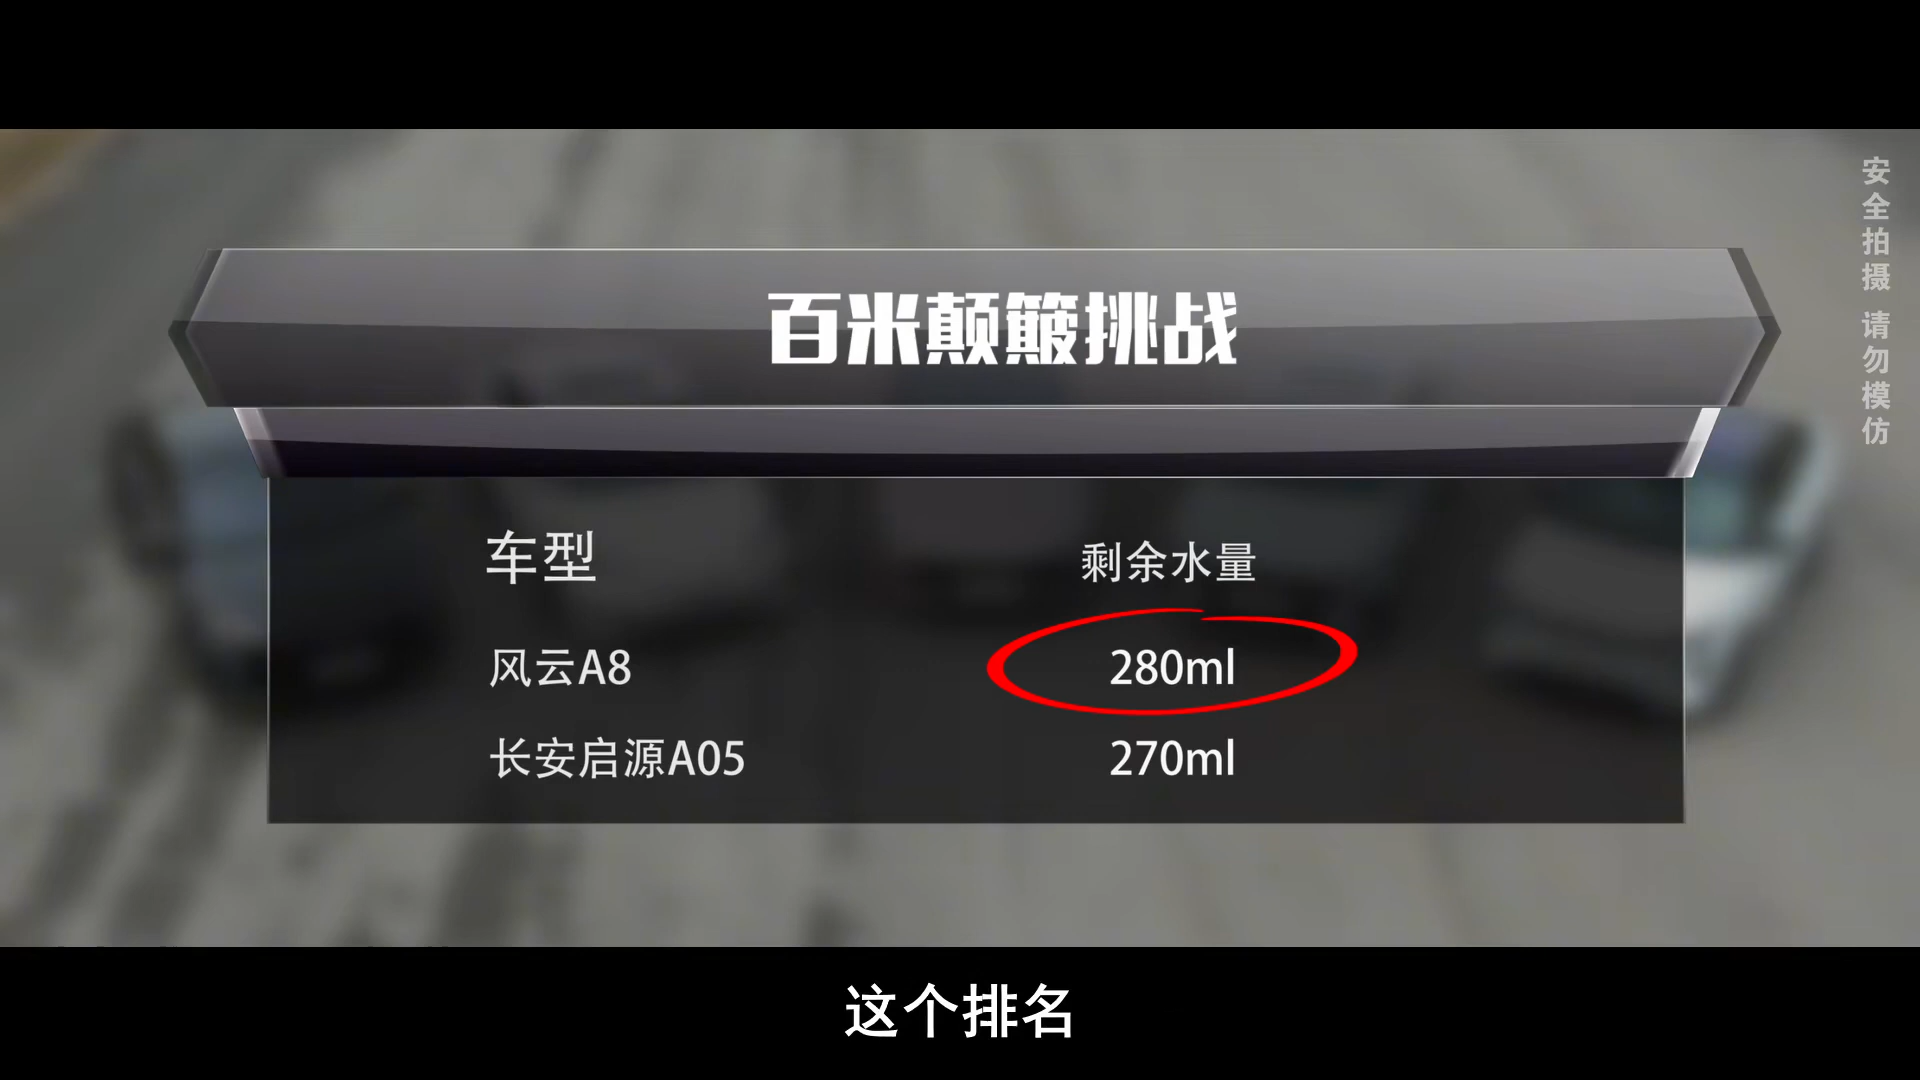 百米颠簸挑战
车型 剩余水量
风云A8 280ml
长安启源A05 270ml
安全拍摄 请勿模仿
这个排名